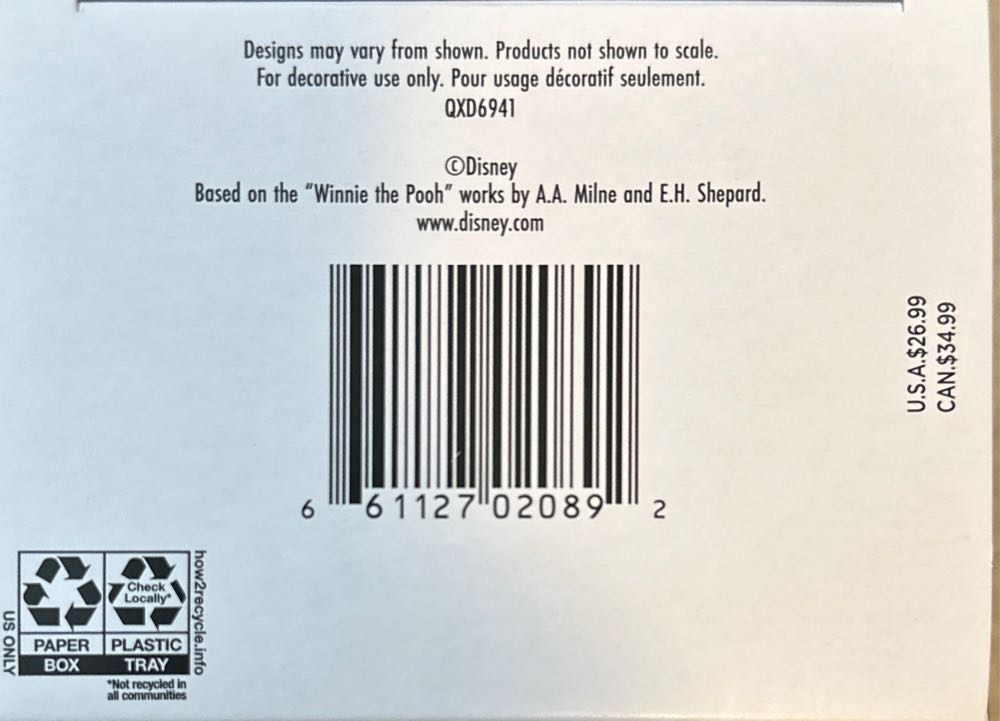 Designs may vary from shown. Products not shown to scale.
For decorative use only. Pour usage décoratif seulement.
QXD6941
©Disney
Based on the "Winnie the Pooh" works by A.A. Milne and E.H. Shepard.
www.disney.com
U.S.A.$26.99
CAN.$34.99
6 61127 02089 2
US ONLY
Check
Locally*
PAPER
BOX
PLASTIC
TRAY
*Not recycled in
all communities
how2recycle.info